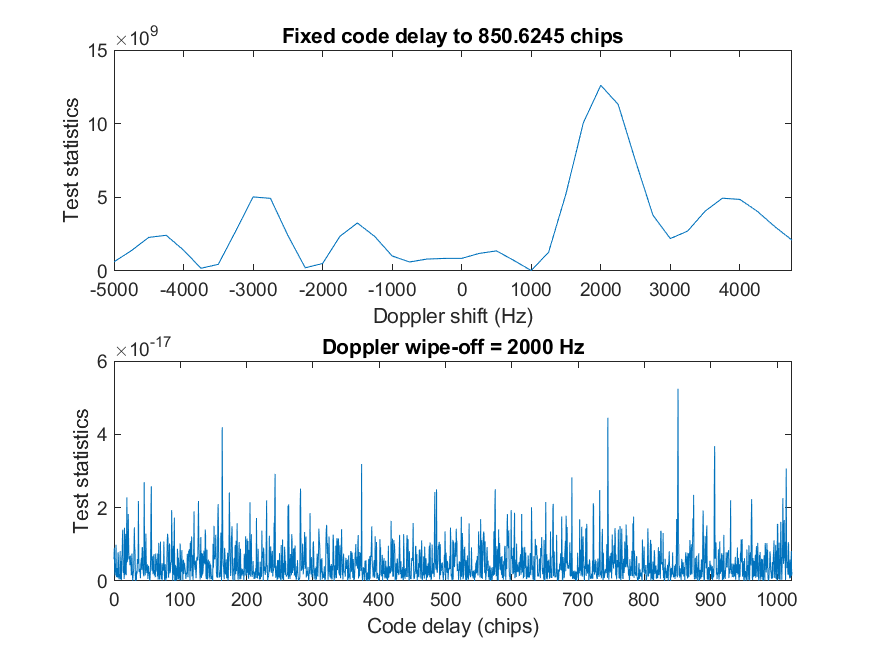 ×10^9
Fixed code delay to 850.6245 chips
15
10
5
0
Test statistics
-5000 -4000 -3000 -2000 -1000 0 1000 2000 3000 4000
Doppler shift (Hz)
×10^-17
Doppler wipe-off = 2000 Hz
6
4
2
0
Test statistics
0 100 200 300 400 500 600 700 800 900 1000
Code delay (chips)